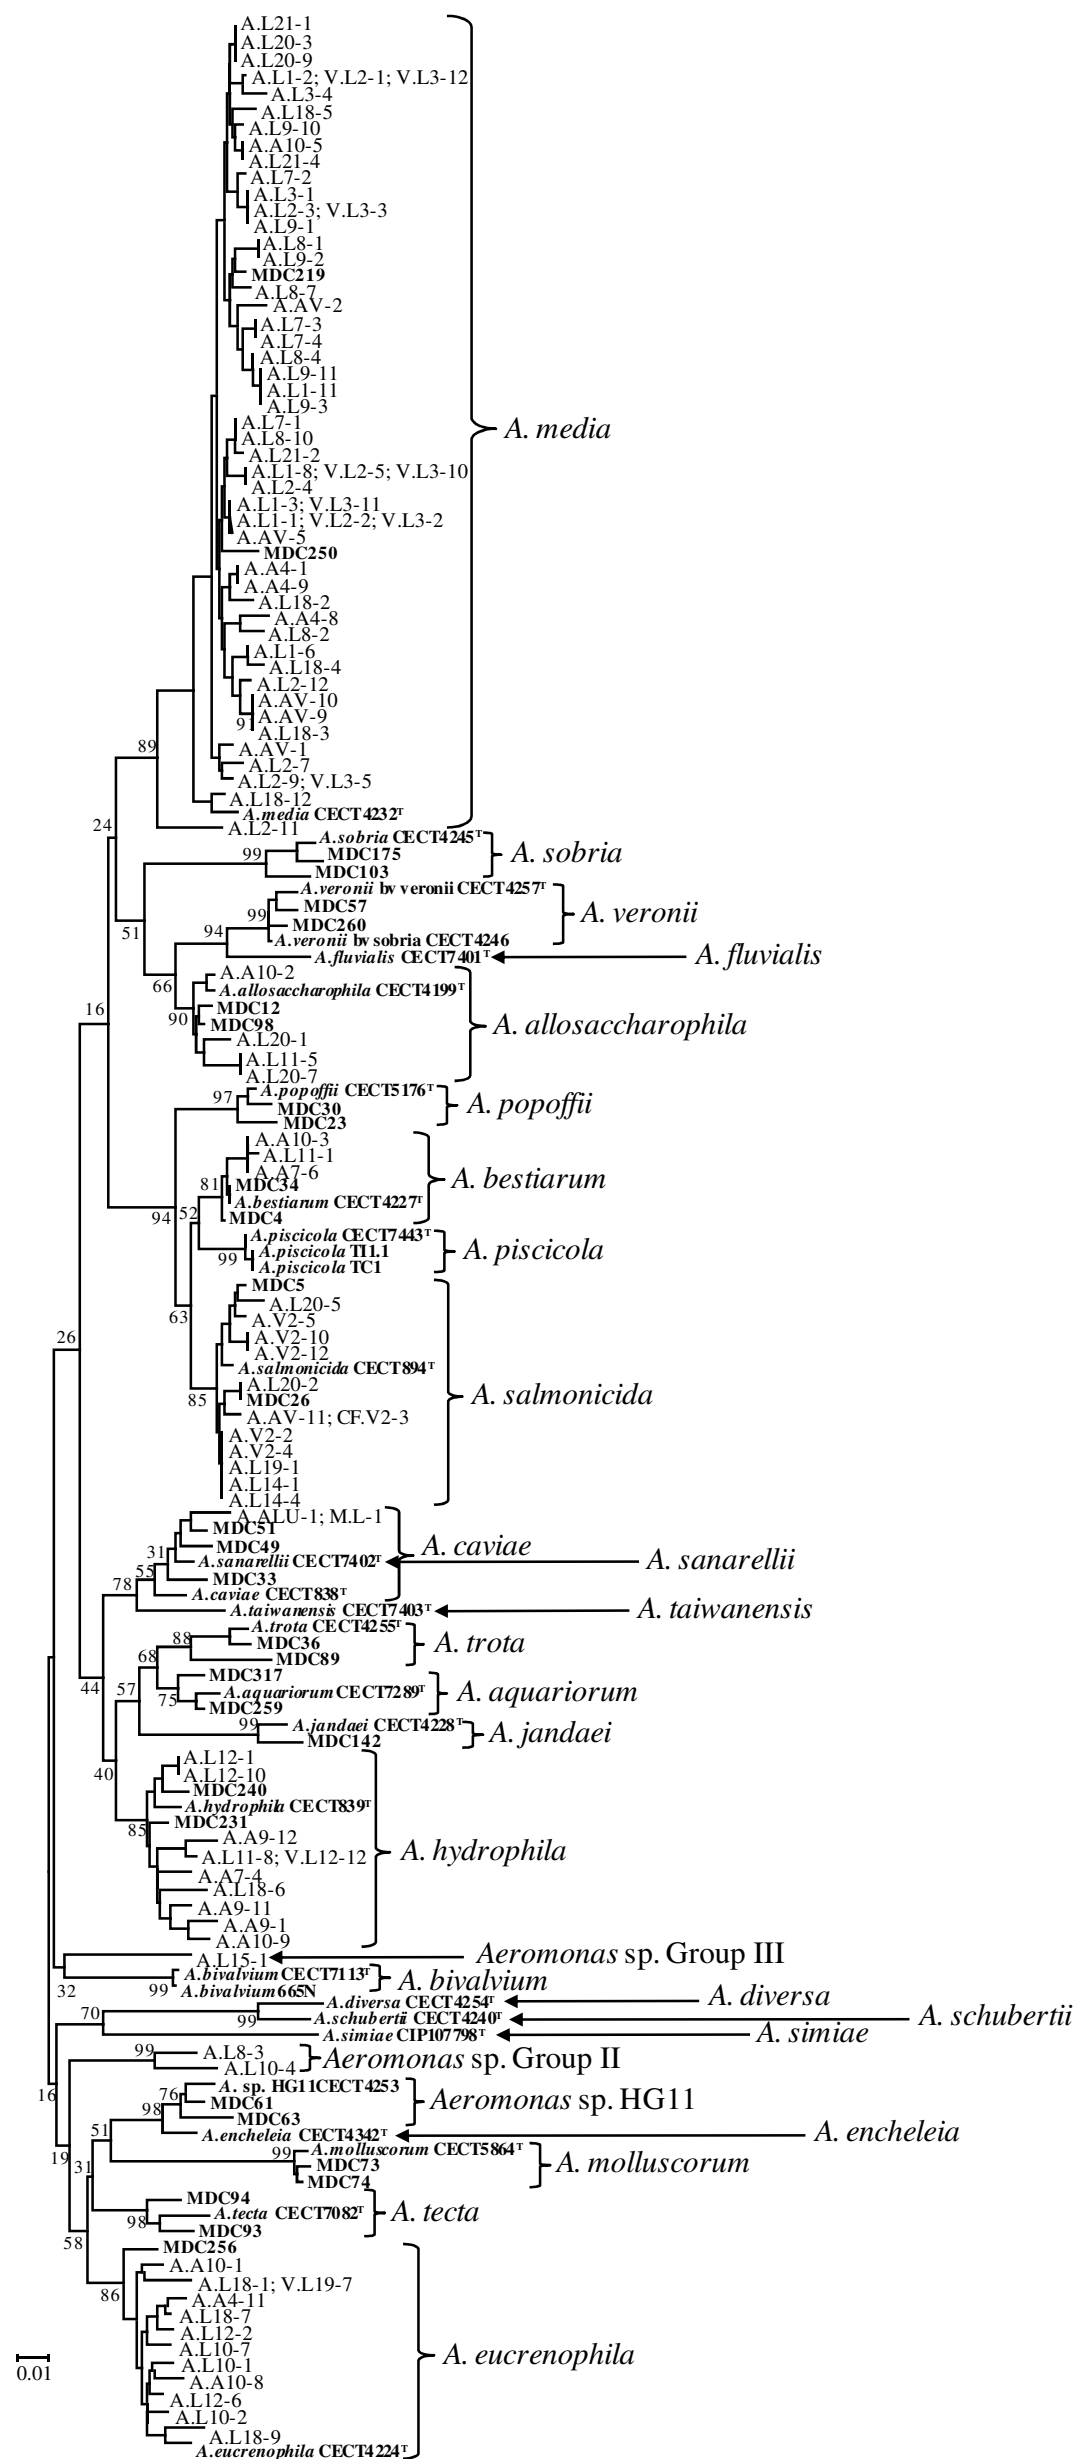 A.L21-1
A.L20-3
A.L20-9
A.L1-2; V.L2-1; V.L3-12
A.L3-4
A.L18-5
A.L9-10
A.A10-5
A.L21-4
A.L7-2
A.L3-1
A.L2-3; V.L3-3
A.L9-1
A.L8-1
A.L9-2
MDC219
A.L8-7
A.AV-2
A.L7-3
A.L7-4
A.L8-4
A.L9-11
A.L1-11
A.L9-3
A.L7-1
A. media
A.L8-10
A.L21-2
A.L1-8; V.L2-5; V.L3-10
A.L2-4
A.L1-3; V.L3-11
A.L1-1; V.L2-2; V.L3-2
A.AV-5
MDC250
A.A4-1
A.A4-9
A.L18-2
A.A4-8
A.L8-2
A.L1-6
A.L18-4
A.L2-12
A.AV-10
A.AV-9
91
A.L18-3
89
A.AV-1
A.L2-7
A.L2-9; V.L3-5
A.L18-12
A.media CECT4232T
24
A.L2-11
A.sobria CECT4245T
99
MDC175
A. sobria
MDC103
A.veronii bv veronii CECT4257T
99
MDC57
A. veronii
51
94
MDC260
A.veronii bv sobria CECT4246
A.fluvialis CECT7401T
A. fluvialis
A.A10-2
66
A.allosaccharophila CECT4199T
16
MDC12
90
MDC98
A. allosaccharophila
A.L20-1
A.L11-5
A.L20-7
A.popoffii CECT5176T
97
MDC30
A. popoffii
MDC23
A.A10-3
A.L11-1
A.A7-6
81
MDC34
A. bestiarum
A.bestiarum CECT4227T
94
52
MDC4
A.piscicola CECT7443T
99
A.piscicola TI1.1
A. piscicola
A.piscicola TC1
MDC5
A.L20-5
63
A.V2-5
26
A.V2-10
A.V2-12
A.salmonicida CECT894T
A.L20-2
85
MDC26
A. salmonicida
A.AV-11; CF.V2-3
A.V2-2
A.V2-4
A.L19-1
A.L14-1
A.L14-4
A.ALU-1; M.L-1
MDC51
31
MDC49
A. caviae
A.sanarellii CECT7402T
A. sanarellii
55
MDC33
78
A.caviae CECT838T
A.taiwanensis CECT7403T
A. taiwanensis
A.trota CECT4255T
88
MDC36
A. trota
68
MDC89
MDC317
44
57
75
A.aquariorum CECT7289T
A. aquariorum
MDC259
99
A.jandaei CECT4228T
A. jandaei
MDC142
A.L12-1
40
A.L12-10
MDC240
A.hydrophila CECT839T
85
MDC231
A.A9-12
A.L11-8; V.L12-12
A. hydrophila
A.A7-4
A.L18-6
A.A9-11
A.A9-1
A.A10-9
A.L15-1
Aeromonas sp. Group III
A.bivalvium CECT7113T
32
99
A.bivalvium 665N
A. bivalvium
A.diversa CECT4254T
A. diversa
70
99
A.schubertii CECT4240T
A. schubertii
A.simiae CIP107798T
A. simiae
99
A.L8-3
Aeromonas sp. Group II
A.L10-4
16
76
A. sp. HG11CECT4253
98
MDC61
Aeromonas sp. HG11
MDC63
51
A.encheleia CECT4342T
A. encheleia
19
31
99
A.molluscorum CECT5864T
MDC73
A. molluscorum
MDC74
MDC94
98
A.tecta CECT7082T
A. tecta
MDC93
58
MDC256
A.A10-1
86
A.L18-1; V.L19-7
A.A4-11
A.L18-7
A.L12-2
A.L10-7
A. eucrenophila
A.L10-1
0.01
A.A10-8
A.L12-6
A.L10-2
A.L18-9
A.eucrenophila CECT4224T